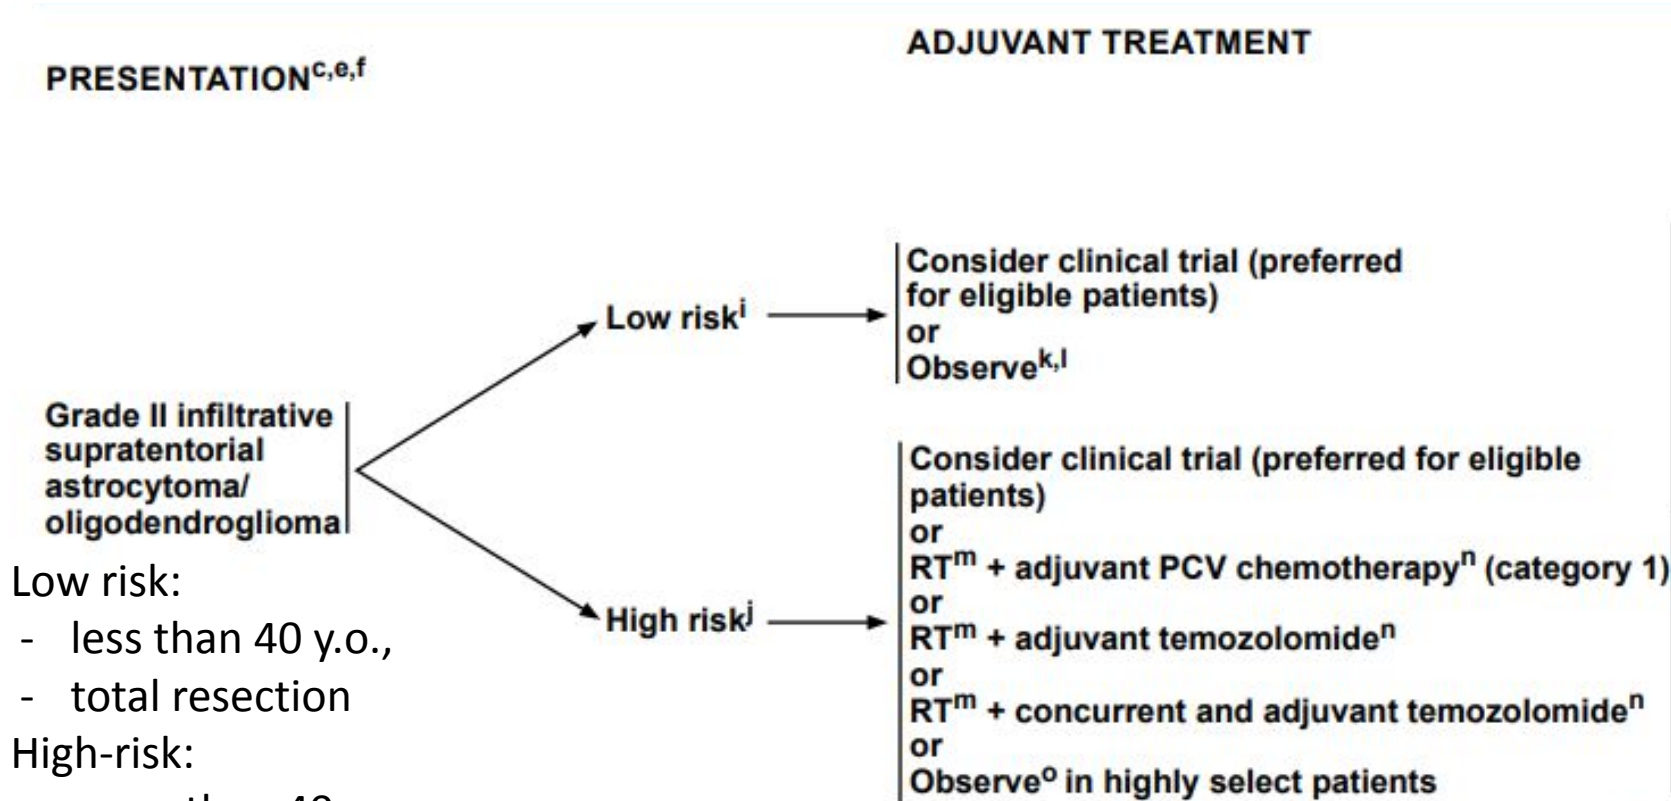 PRESENTATIONc,e,f
ADJUVANT TREATMENT
Grade II infiltrative
supratentorial
astrocytoma/
oligodendroglioma
Low riski
Consider clinical trial (preferred
for eligible patients)
or
Observek,l
High riskj
Consider clinical trial (preferred for eligible
patients)
or
RTm + adjuvant PCV chemotherapyn (category 1)
or
RTm + adjuvant temozolomiden
or
RTm + concurrent and adjuvant temozolomiden
or
Observeo in highly select patients
Low risk:
- less than 40 y.o.,
- total resection
High-risk:
than 40